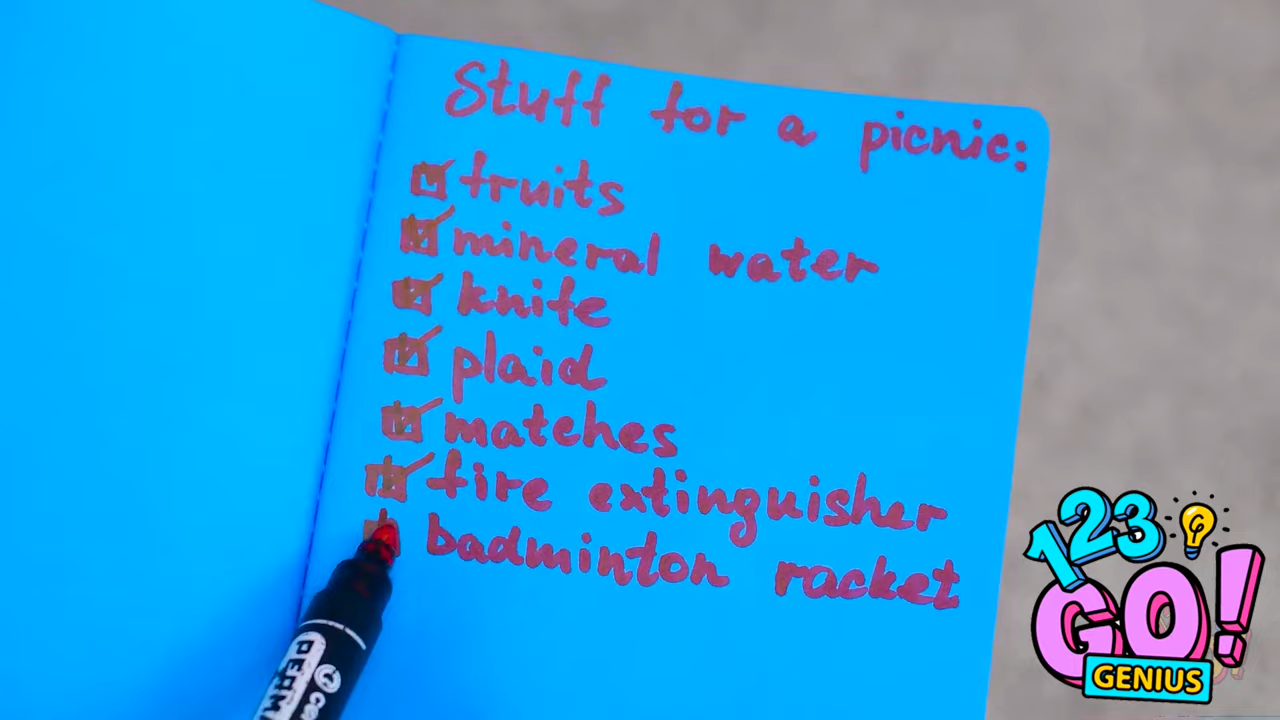 Stuff for a picnic:
fruits
mineral water
knife
plaid
matches
fire extinguisher
badminton racket
123
GO!
GENIUS